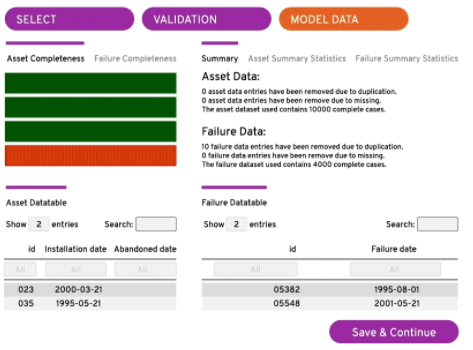 SELECT
VALIDATION
MODEL DATA
Asset Completeness Failure Completeness
Summary Asset Summary Statistics Failure Summary Statistics
Asset Data:
0 asset data entries have been removed due to duplication.
0 asset data entries have been remove due to missing.
The asset dataset used contains 10000 complete cases.
Failure Data:
10 failure data entries have been removed due to duplication.
0 failure data entries have been remove due to missing.
The failure dataset used contains 4000 complete cases.
Asset Datatable
Show 2 entries Search:
id Installation date Abandoned date
All All All
023 2000-03-21
035 1995-05-21
Failure Datatable
Show 2 entries Search:
id Failure date
All All
05382 1995-08-01
05548 2001-05-21
Save & Continue